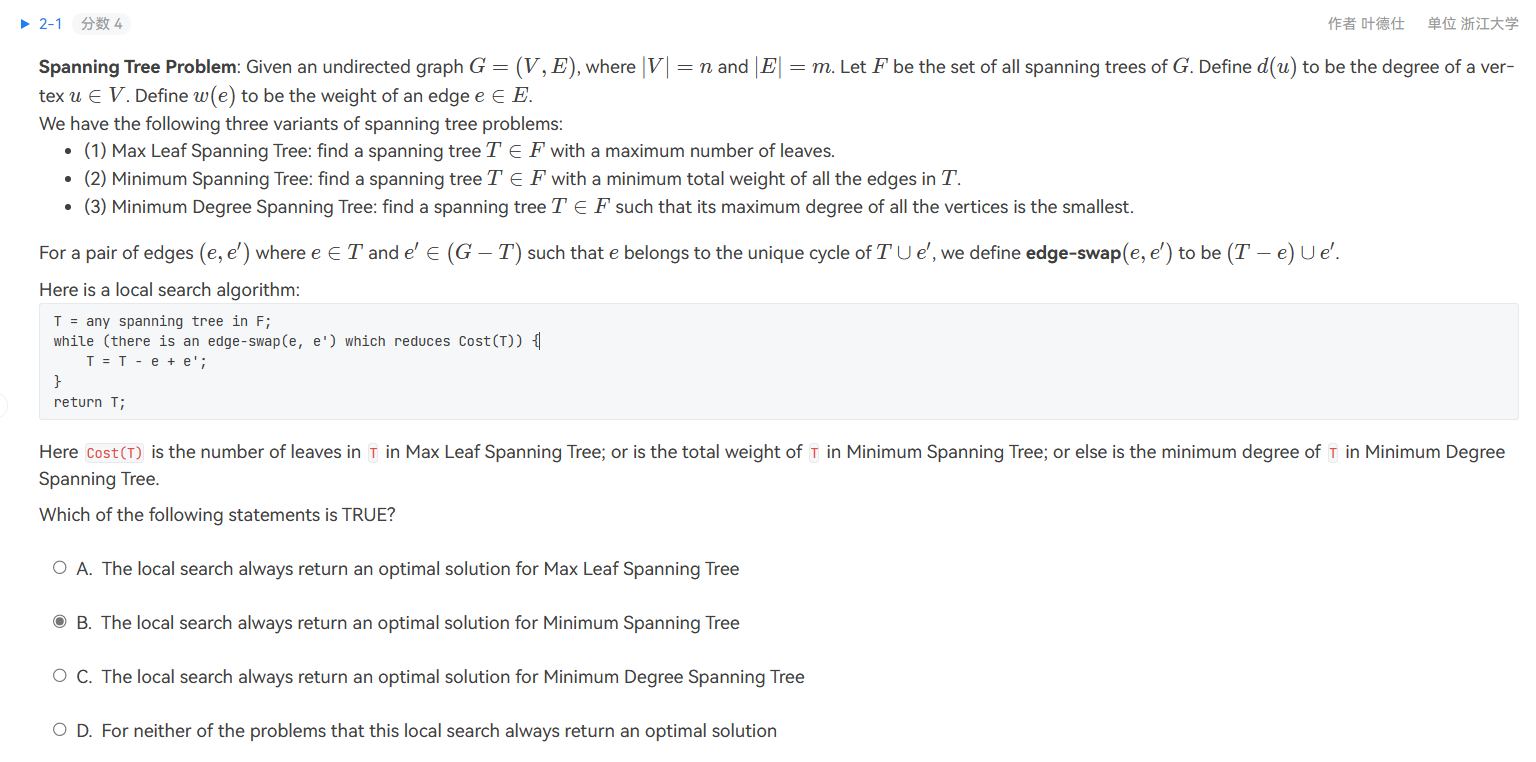 2-1 分数 4 作者 叶德仕 单位 浙江大学
Spanning Tree Problem: Given an undirected graph G = (V, E), where |V| = n and |E| = m. Let F be the set of all spanning trees of G. Define d(u) to be the degree of a ver-
tex u ∈ V. Define w(e) to be the weight of an edge e ∈ E.
We have the following three variants of spanning tree problems:
• (1) Max Leaf Spanning Tree: find a spanning tree T ∈ F with a maximum number of leaves.
• (2) Minimum Spanning Tree: find a spanning tree T ∈ F with a minimum total weight of all the edges in T.
• (3) Minimum Degree Spanning Tree: find a spanning tree T ∈ F such that its maximum degree of all the vertices is the smallest.
For a pair of edges (e, e′) where e ∈ T and e′ ∈ (G − T) such that e belongs to the unique cycle of T ∪ e′, we define edge-swap(e, e′) to be (T − e) ∪ e′.
Here is a local search algorithm:
T = any spanning tree in F;
while (there is an edge-swap(e, e') which reduces Cost(T)) {
T = T - e + e';
}
return T;
Here Cost(T) is the number of leaves in T in Max Leaf Spanning Tree; or is the total weight of T in Minimum Spanning Tree; or else is the minimum degree of T in Minimum Degree
Spanning Tree.
Which of the following statements is TRUE?
A. The local search always return an optimal solution for Max Leaf Spanning Tree
B. The local search always return an optimal solution for Minimum Spanning Tree
C. The local search always return an optimal solution for Minimum Degree Spanning Tree
D. For neither of the problems that this local search always return an optimal solution